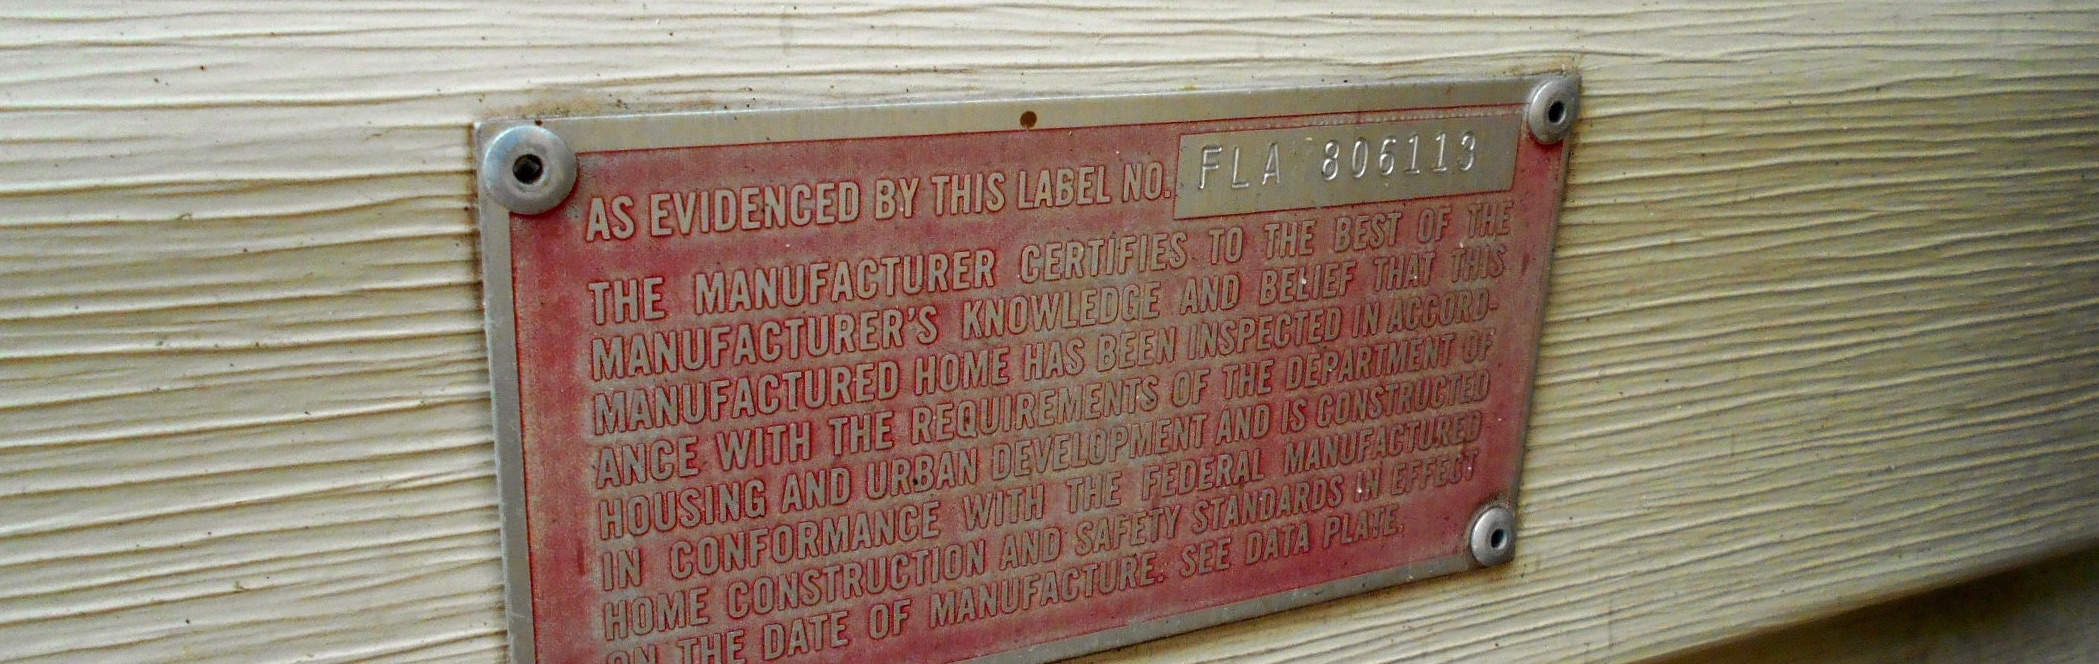 AS EVIDENCED BY THIS LABEL NO. FLA 806113
THE MANUFACTURER CERTIFIES TO THE BEST OF THE
MANUFACTURER'S KNOWLEDGE AND BELIEF THAT THIS
MANUFACTURED HOME HAS BEEN INSPECTED IN ACCORD-
ANCE WITH THE REQUIREMENTS OF THE DEPARTMENT OF
HOUSING AND URBAN DEVELOPMENT AND IS CONSTRUCTED
IN CONFORMANCE WITH THE FEDERAL MANUFACTURED
HOME CONSTRUCTION AND SAFETY STANDARDS IN EFFECT
ON THE DATE OF MANUFACTURE. SEE DATA PLATE.